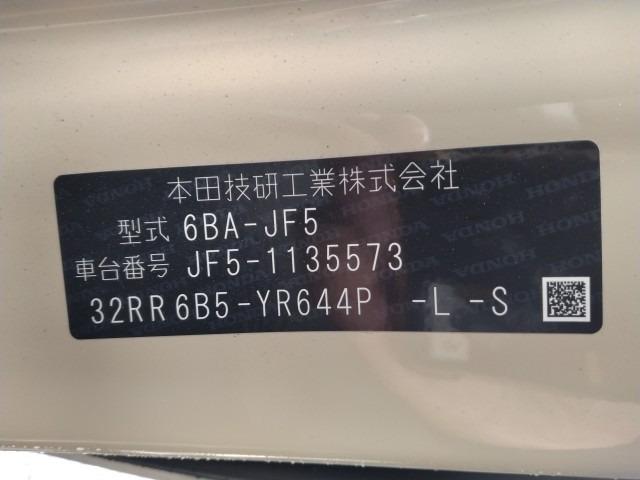 本田技研工業株式会社
型式 6BA-JF5
車台番号 JF5-1135573
32RR6B5-YR644P -L -S